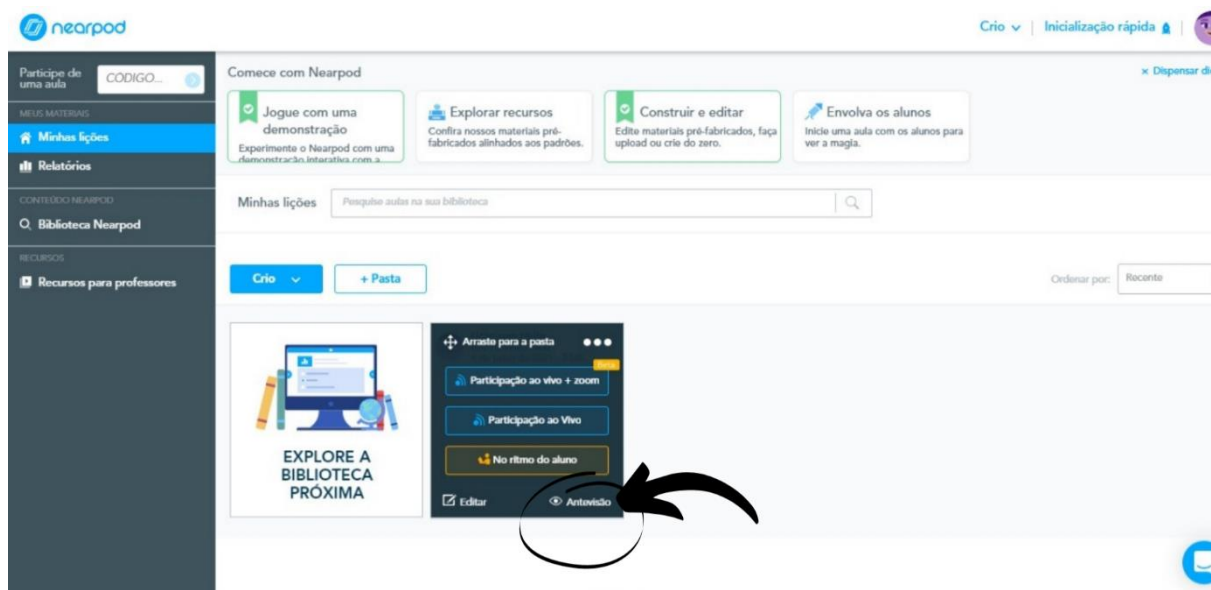 nearpod
Crio
Inicialização rápida
Participe de
uma aula
CÓDIGO...
MEUS MATERIAIS
Minhas lições
Relatórios
CONTEÚDO NEARPOD
Biblioteca Nearpod
RECURSOS
Recursos para professores
Comece com Nearpod
× Dispensar di
Jogue com uma
demonstração
Experimente o Nearpod com uma
demonstração interativa com a
Explorar recursos
Confira nossos materiais pré-
fabricados alinhados aos padrões.
Construir e editar
Edite materiais pré-fabricados, faça
upload ou crie do zero.
Envolva os alunos
Inicie uma aula com os alunos para
ver a magia.
Minhas lições
Pesquise aulas na sua biblioteca
Crio
+ Pasta
Ordenar por:
Recente
EXPLORE A
BIBLIOTECA
PRÓXIMA
Arraste para a pasta
Beta
Participação ao vivo + zoom
Participação ao Vivo
No ritmo do aluno
Editar
Antevisão